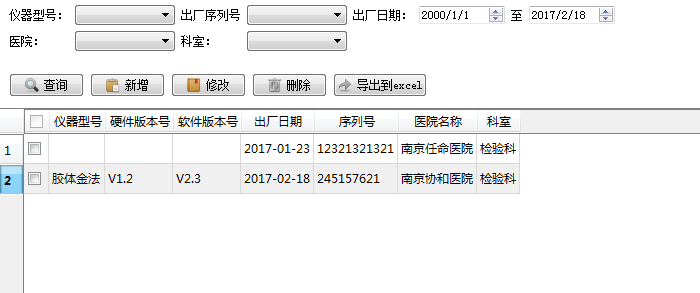 仪器型号： 出厂序列号 出厂日期： 2000/1/1 至 2017/2/18
医院： 科室：
查询 新增 修改 删除 导出到excel
仪器型号 硬件版本号 软件版本号 出厂日期 序列号 医院名称 科室
1 2017-01-23 12321321321 南京任命医院 检验科
2 胶体金法 V1.2 V2.3 2017-02-18 245157621 南京协和医院 检验科